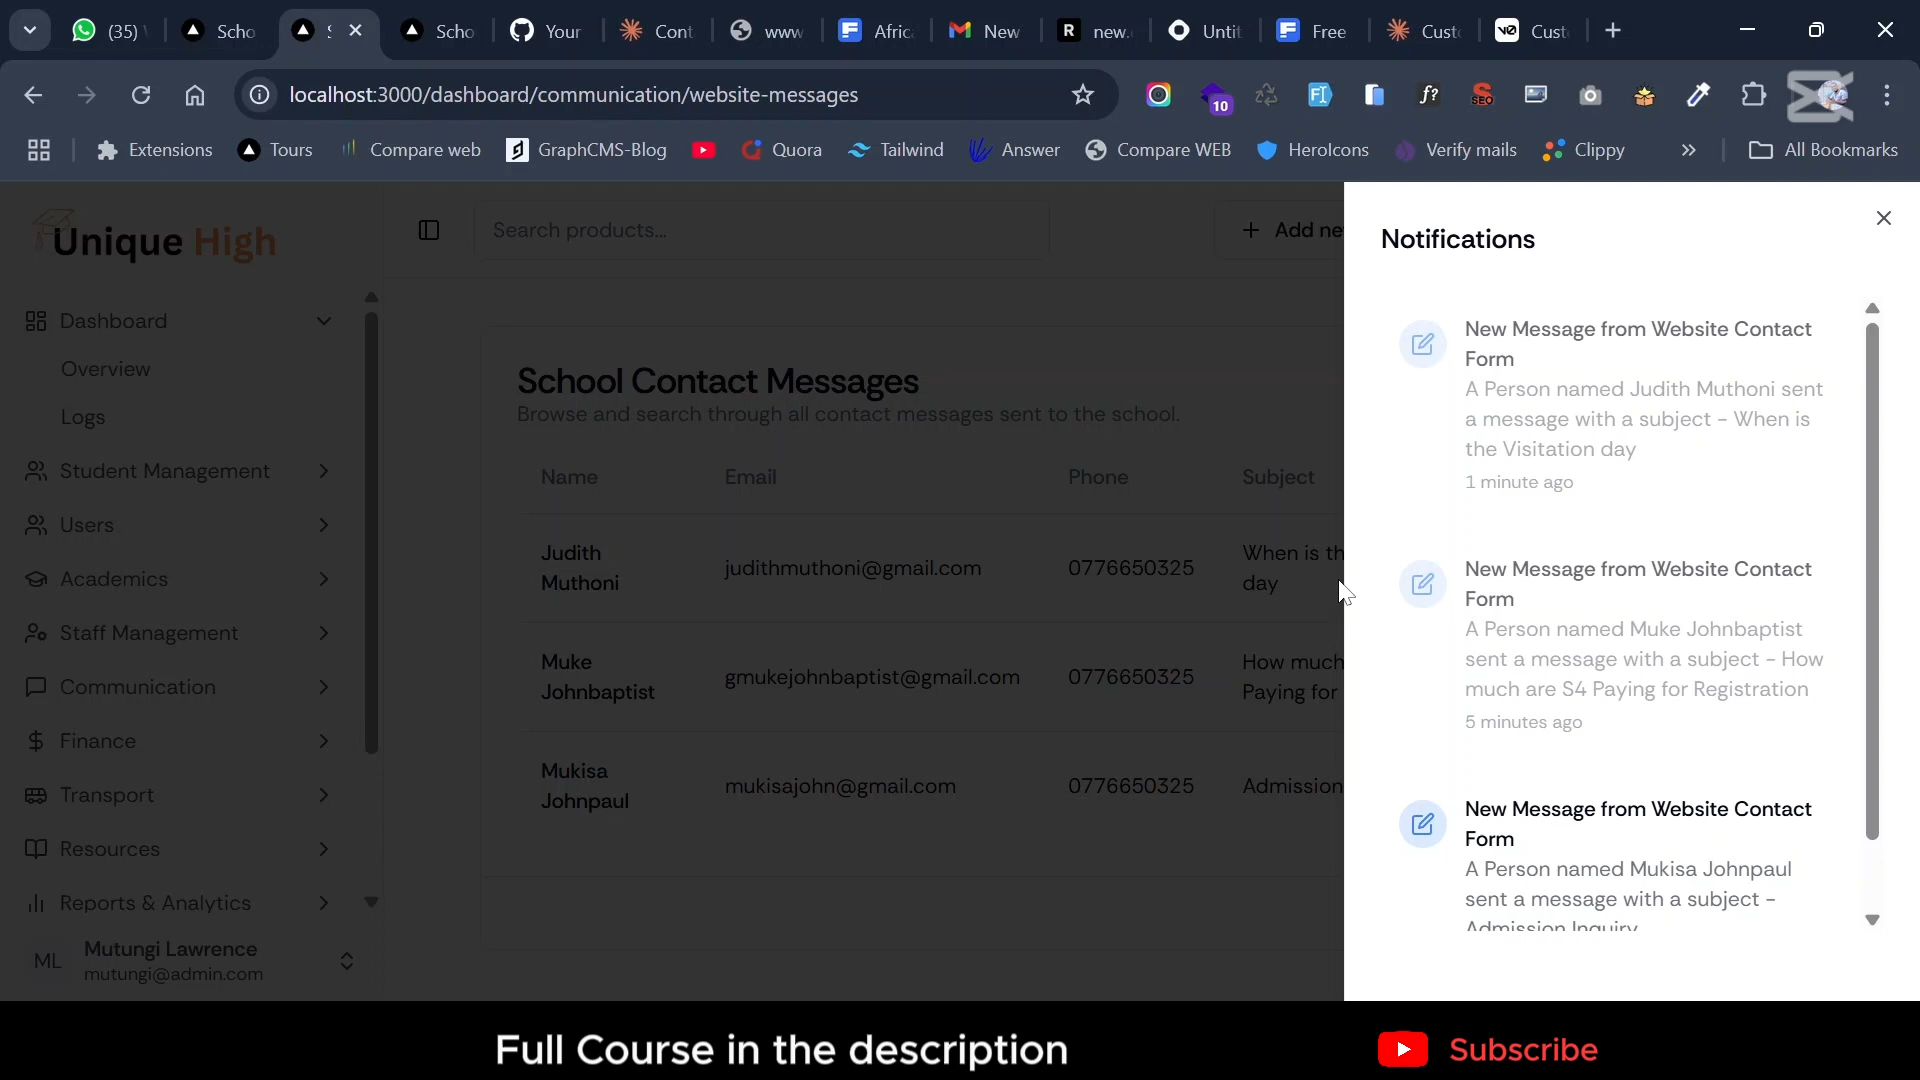 (35)
Scho
Scho
Your
Cont
www
Afric
New
new.
Untit
Free
Custo
Custo
localhost:3000/dashboard/communication/website-messages
10
f?
SEO
Extensions
Tours
Compare web
GraphCMS-Blog
Quora
Tailwind
Answer
Compare WEB
HeroIcons
Verify mails
Clippy
All Bookmarks
Unique High
Search products...
Add ne
Dashboard
Overview
Logs
Student Management
Users
Academics
Staff Management
Communication
Finance
Transport
Resources
Reports & Analytics
ML
Mutungi Lawrence
mutungi@admin.com
School Contact Messages
Browse and search through all contact messages sent to the school.
Name Email Phone Subject
Judith
Muthoni
judithmuthoni@gmail.com
0776650325
When is th
day
Muke
Johnbaptist
gmukejohnbaptist@gmail.com
0776650325
How much
Paying for
Mukisa
Johnpaul
mukisajohn@gmail.com
0776650325
Admission
Notifications
New Message from Website Contact
Form
A Person named Judith Muthoni sent
a message with a subject - When is
the Visitation day
1 minute ago
New Message from Website Contact
Form
A Person named Muke Johnbaptist
sent a message with a subject - How
much are S4 Paying for Registration
5 minutes ago
New Message from Website Contact
Form
A Person named Mukisa Johnpaul
sent a message with a subject -
Admission Inquiry
Full Course in the description
Subscribe